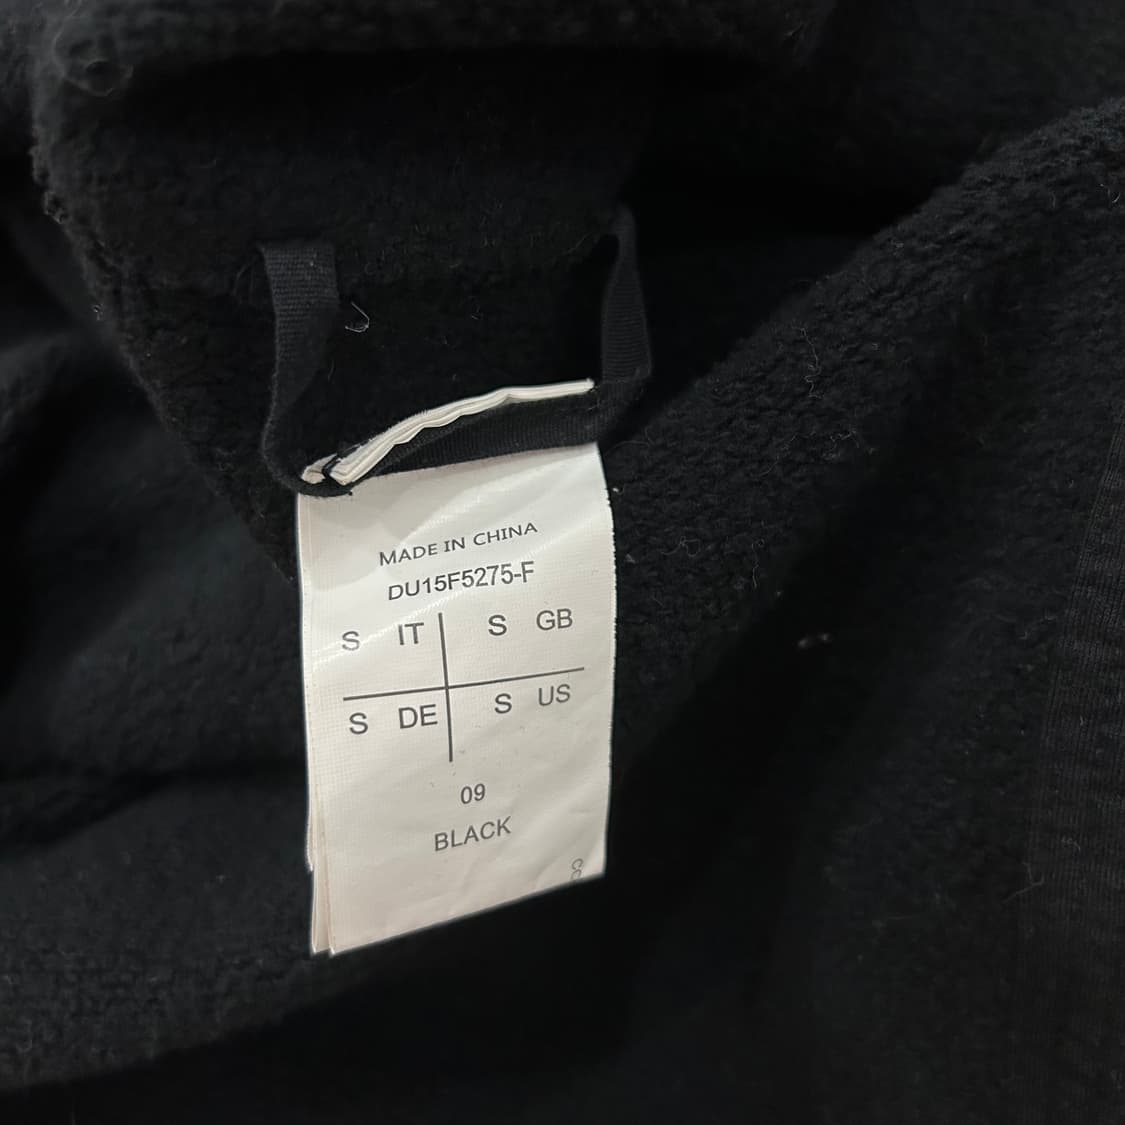 MADE IN CHINA
DU15F5275-F
S IT S GB
S DE S US
09
BLACK